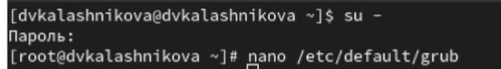 [dvkalashnikova@dvkalashnikova ~]$ su -
Пароль:
[root@dvkalashnikova ~]# nano /etc/default/grub